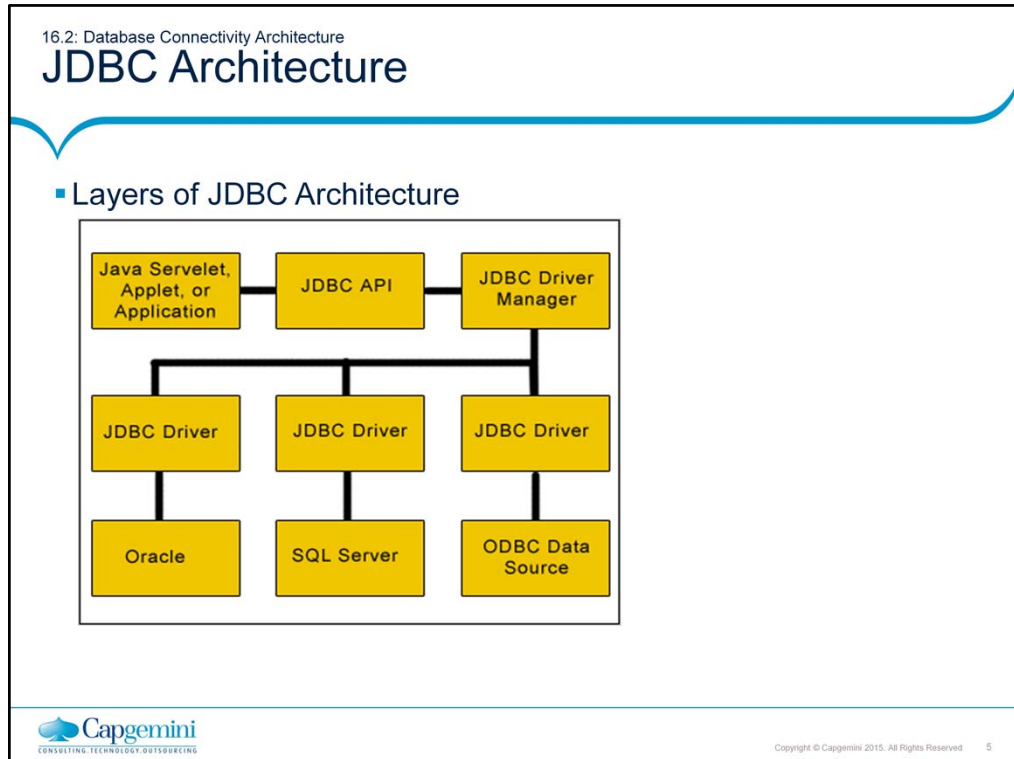 16.2: Database Connectivity Architecture
JDBC Architecture
Layers of JDBC Architecture
Java Servelet,
Applet, or
Application
JDBC API
JDBC Driver
Manager
JDBC Driver
JDBC Driver
JDBC Driver
Oracle
SQL Server
ODBC Data
Source
Capgemini
CONSULTING.TECHNOLOGY.OUTSOURCING
Copyright © Capgemini 2015. All Rights Reserved 5